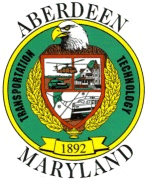 ABERDEEN
TRANSPORTATION
TECHNOLOGY
1892
MARYLAND